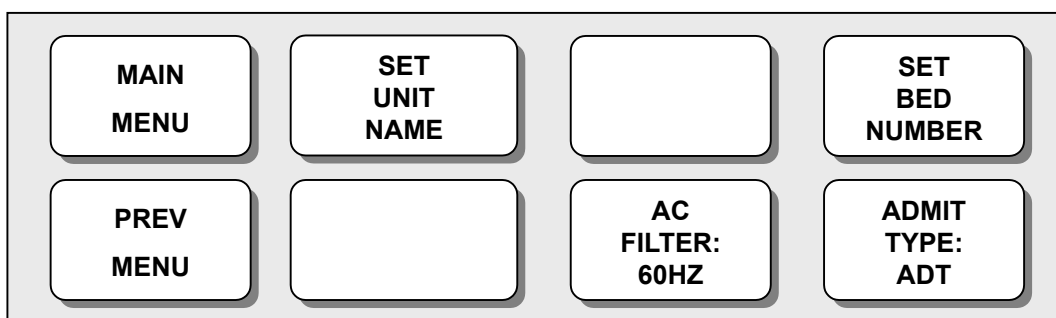 MAIN
MENU
SET
UNIT
NAME
SET
BED
NUMBER
PREV
MENU
AC
FILTER:
60HZ
ADMIT
TYPE:
ADT